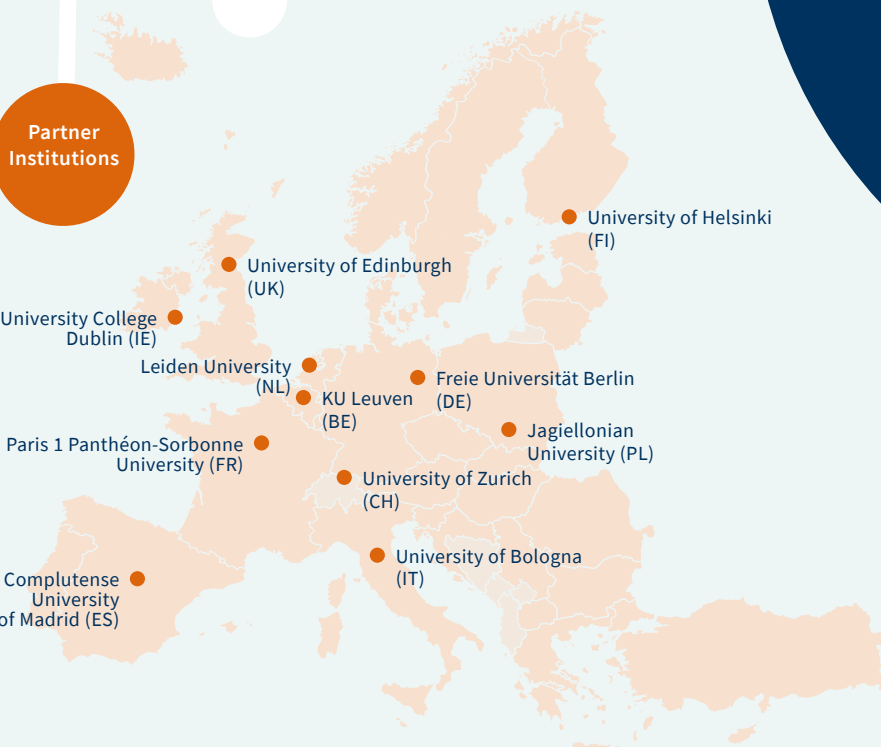 Partner
Institutions
University of Helsinki
(FI)
University of Edinburgh
(UK)
University College
Dublin (IE)
Leiden University
(NL)
KU Leuven
(BE)
Freie Universität Berlin
(DE)
Jagiellonian
University (PL)
Paris 1 Panthéon-Sorbonne
University (FR)
University of Zurich
(CH)
University of Bologna
(IT)
Complutense
University
of Madrid (ES)